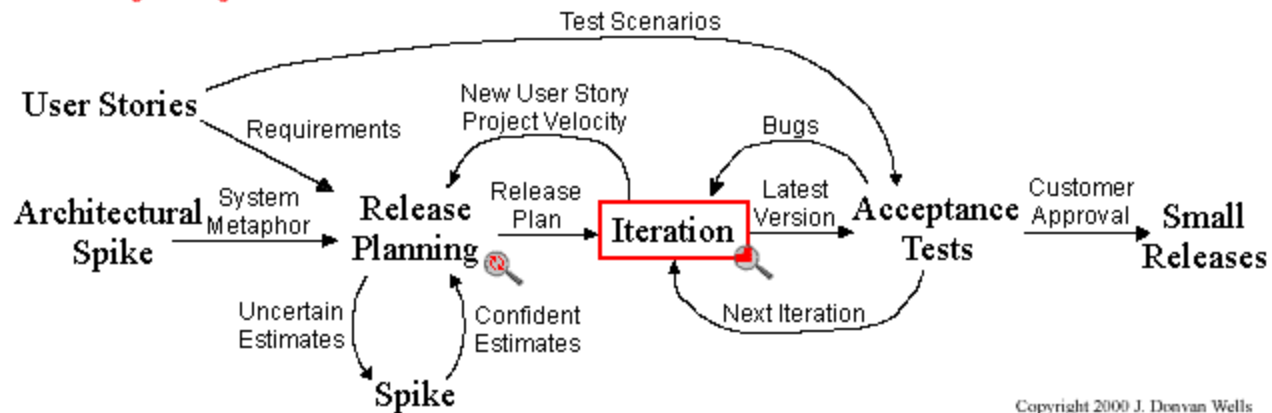 Test Scenarios
User Stories
New User Story
Project Velocity
Requirements
Bugs
Architectural
Spike
System
Metaphor
Release
Planning
Release
Plan
Iteration
Latest
Version
Acceptance
Tests
Customer
Approval
Small
Releases
Uncertain
Estimates
Confident
Estimates
Next Iteration
Spike
Copyright 2000 J. Donvan Wells